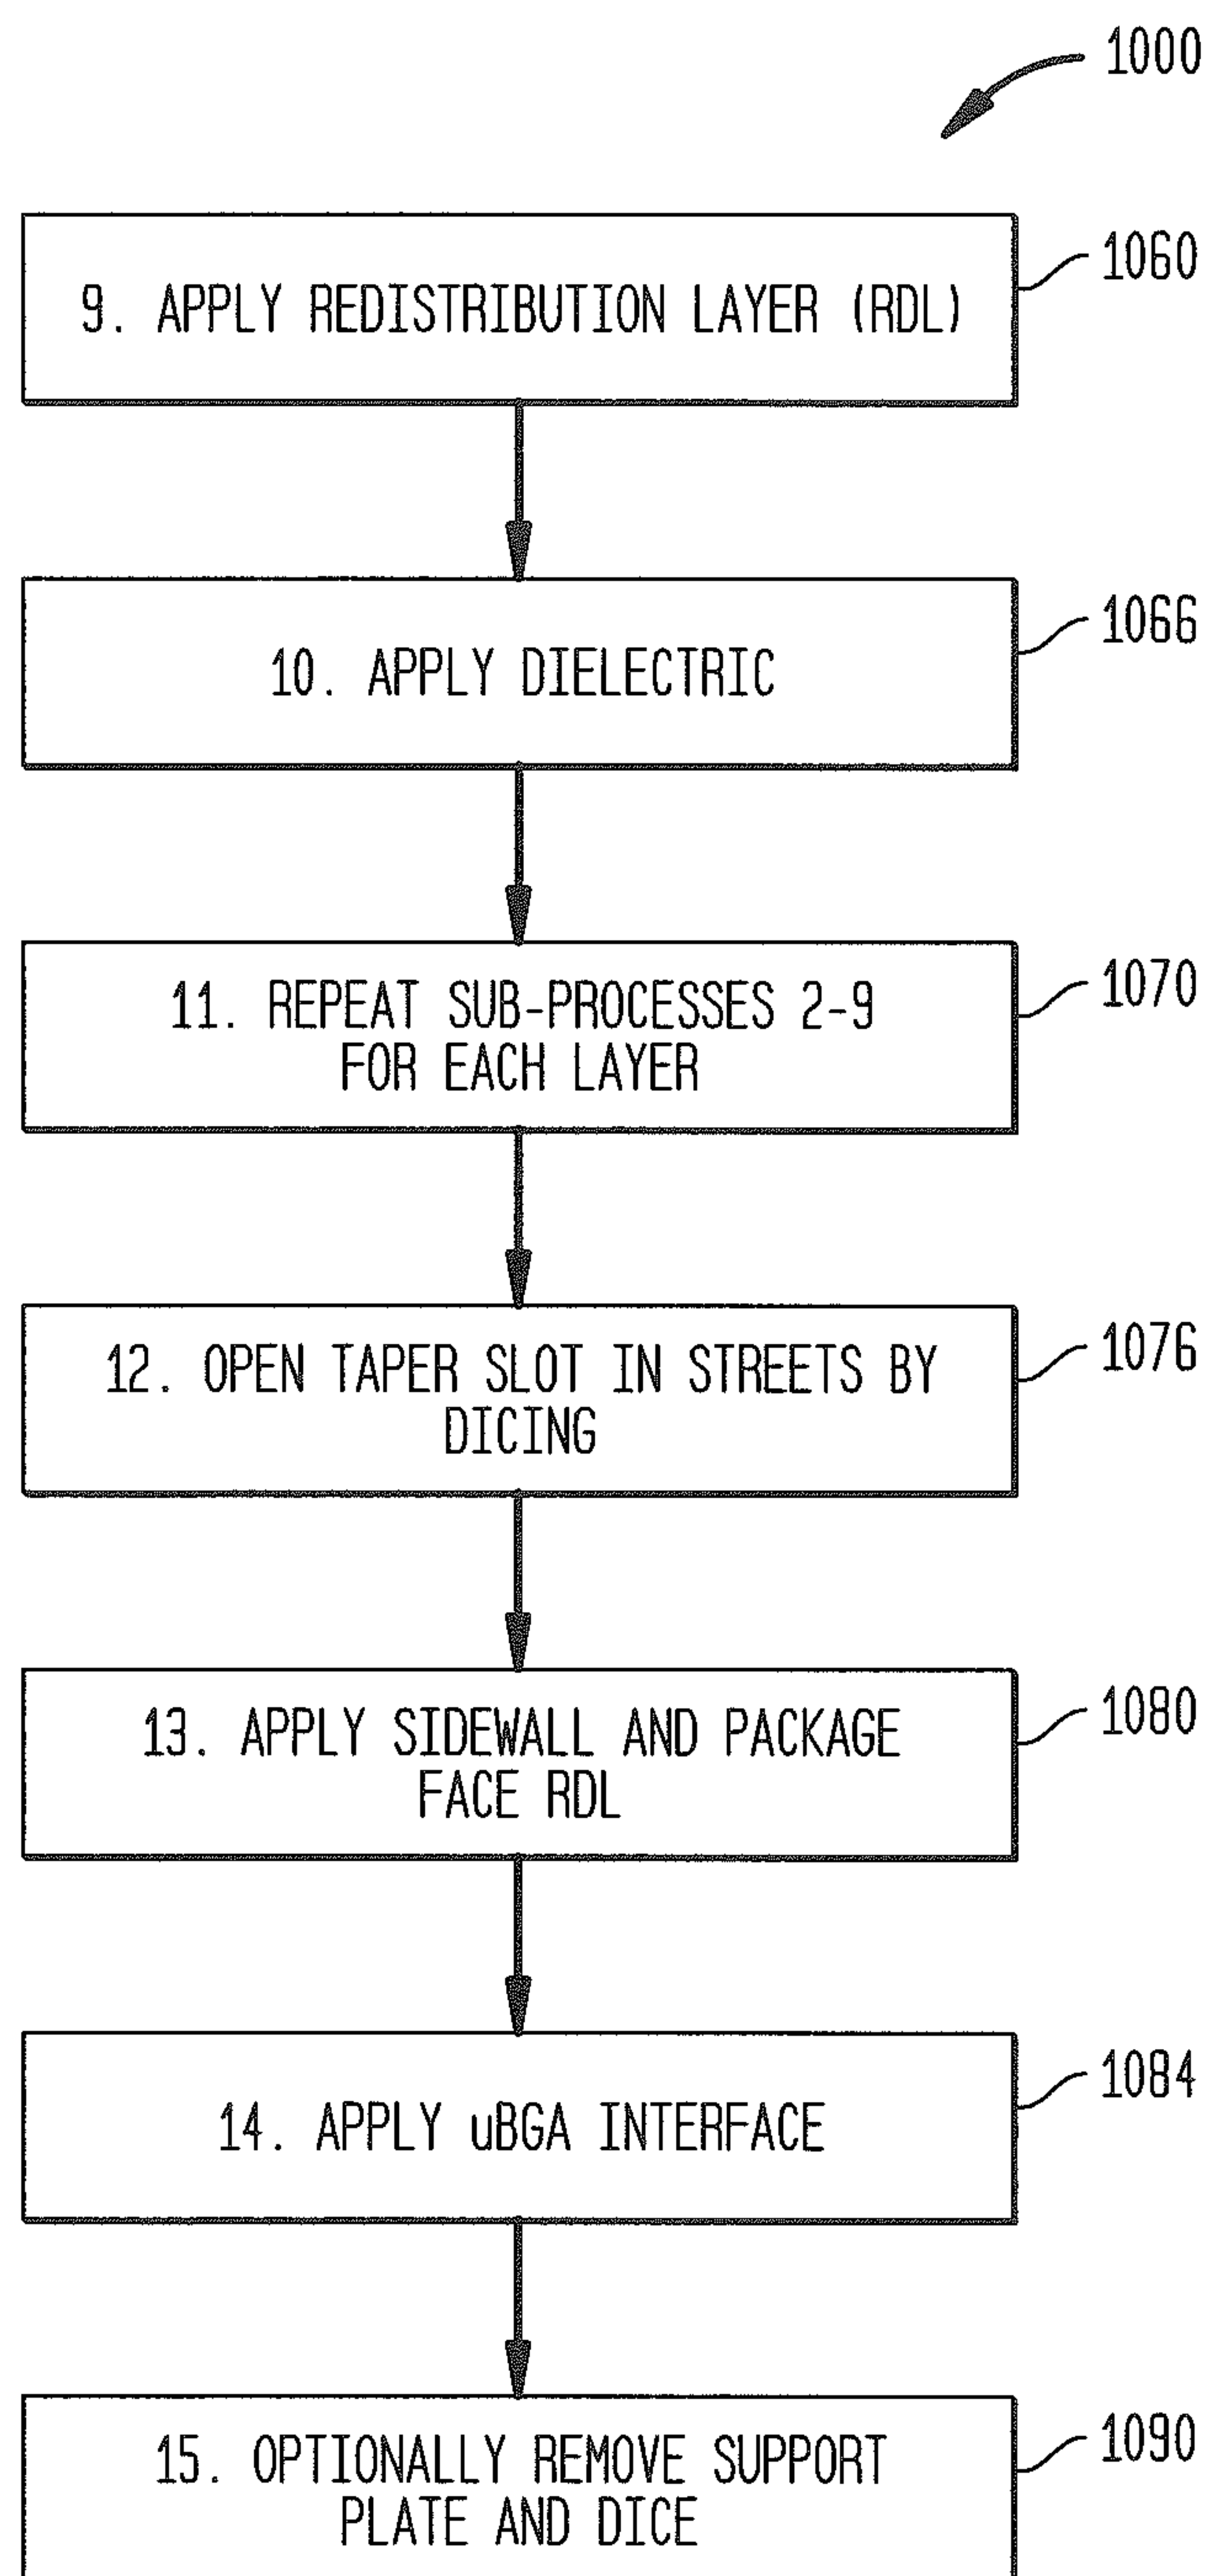 1000
9. APPLY REDISTRIBUTION LAYER (RDL)
1060
10. APPLY DIELECTRIC
1066
11. REPEAT SUB-PROCESSES 2-9
FOR EACH LAYER
1070
12. OPEN TAPER SLOT IN STREETS BY
DICING
1076
13. APPLY SIDEWALL AND PACKAGE
FACE RDL
1080
14. APPLY uBGA INTERFACE
1084
15. OPTIONALLY REMOVE SUPPORT
PLATE AND DICE
1090